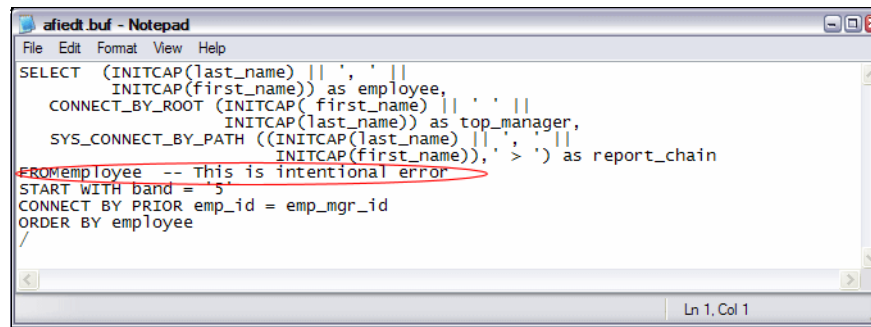 afiedt.buf - Notepad
File Edit Format View Help
SELECT  (INITCAP(last_name) || ', ' ||
         INITCAP(first_name)) as employee,
   CONNECT_BY_ROOT (INITCAP( first_name) || ' ' ||
                    INITCAP(last_name)) as top_manager,
   SYS_CONNECT_BY_PATH ((INITCAP(last_name) || ', ' ||
                         INITCAP(first_name)),' > ') as report_chain
FROMemployee  -- This is intentional error
START WITH band = '5'
CONNECT BY PRIOR emp_id = emp_mgr_id
ORDER BY employee
/
Ln 1, Col 1